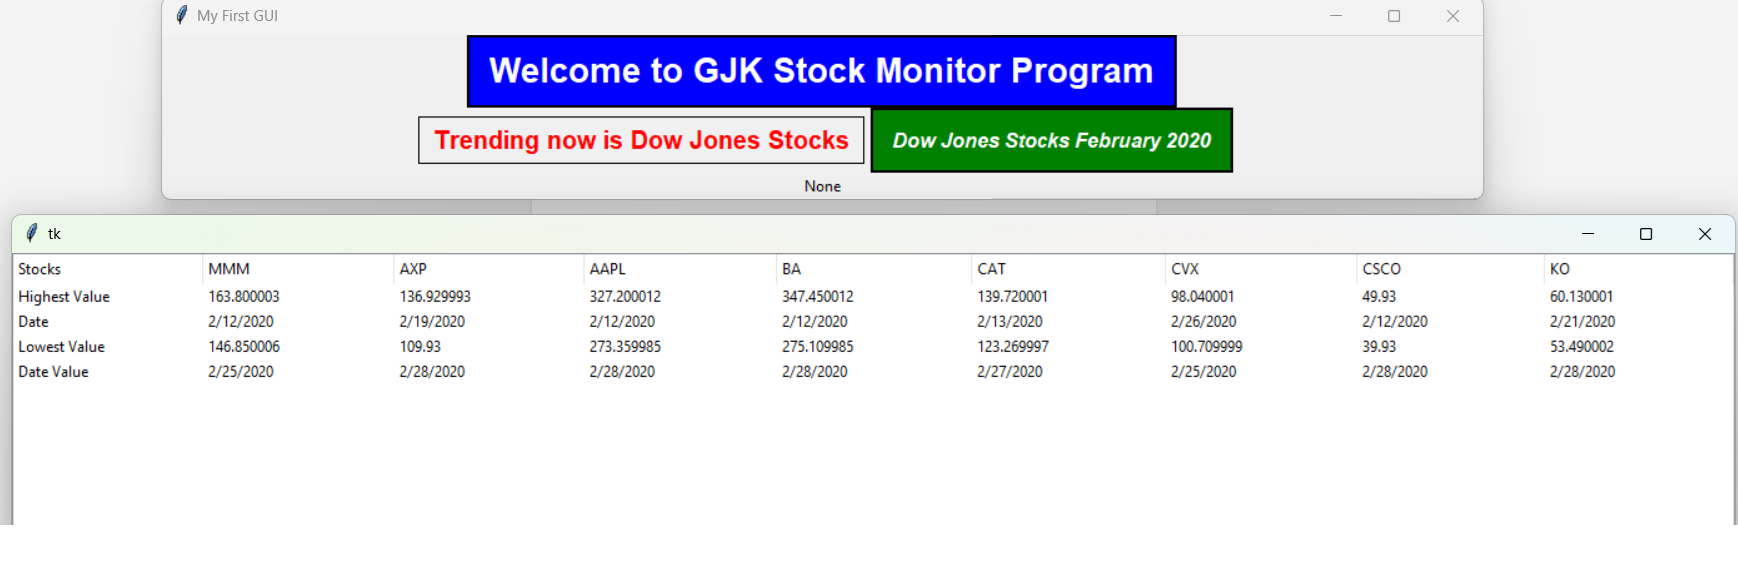 My First GUI
Welcome to GJK Stock Monitor Program
Trending now is Dow Jones Stocks Dow Jones Stocks February 2020
None
tk
Stocks MMM AXP AAPL BA CAT CVX CSCO KO
Highest Value 163.800003 136.929993 327.200012 347.450012 139.720001 98.040001 49.93 60.130001
Date 2/12/2020 2/19/2020 2/12/2020 2/12/2020 2/13/2020 2/26/2020 2/12/2020 2/21/2020
Lowest Value 146.850006 109.93 273.359985 275.109985 123.269997 100.709999 39.93 53.490002
Date Value 2/25/2020 2/28/2020 2/28/2020 2/28/2020 2/27/2020 2/25/2020 2/28/2020 2/28/2020